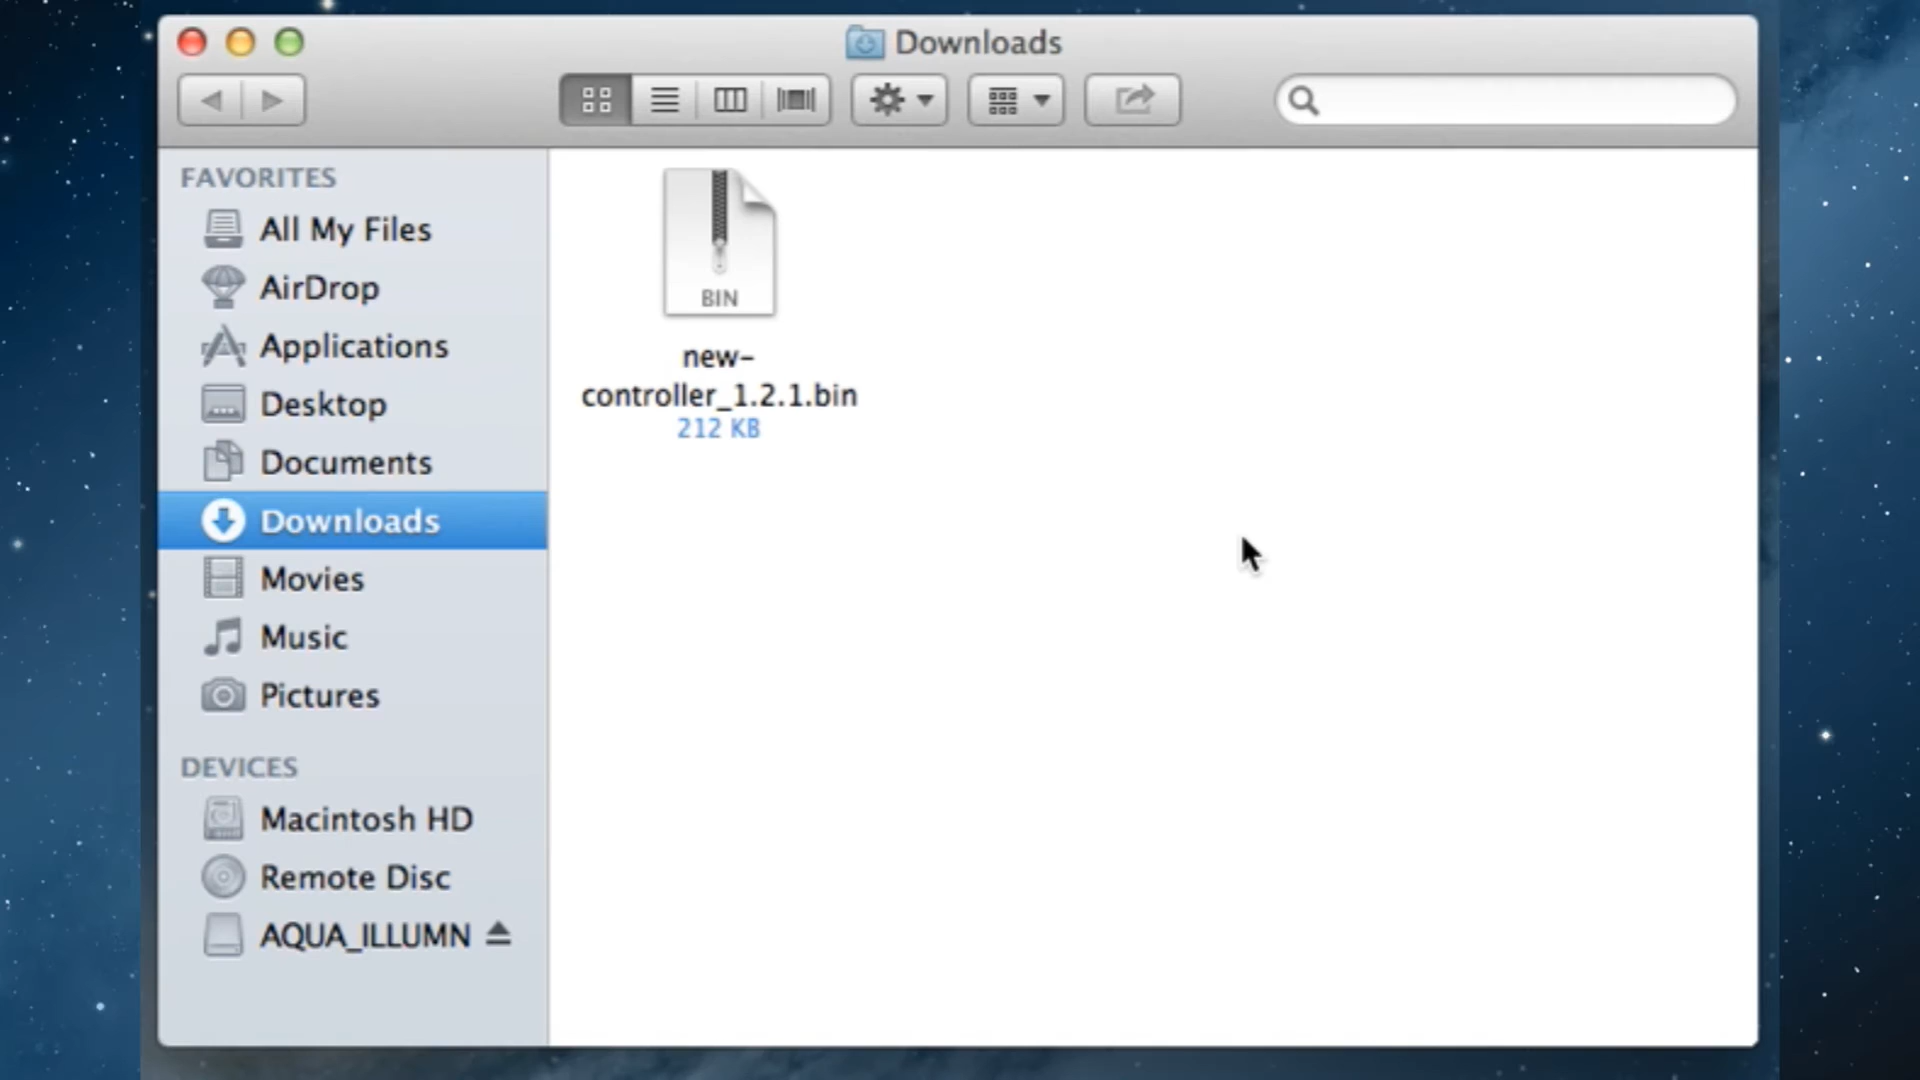 Downloads
FAVORITES
All My Files
AirDrop
Applications
Desktop
Documents
Downloads
Movies
Music
Pictures
DEVICES
Macintosh HD
Remote Disc
AQUA_ILLUMN
BIN
new-
controller_1.2.1.bin
212 KB